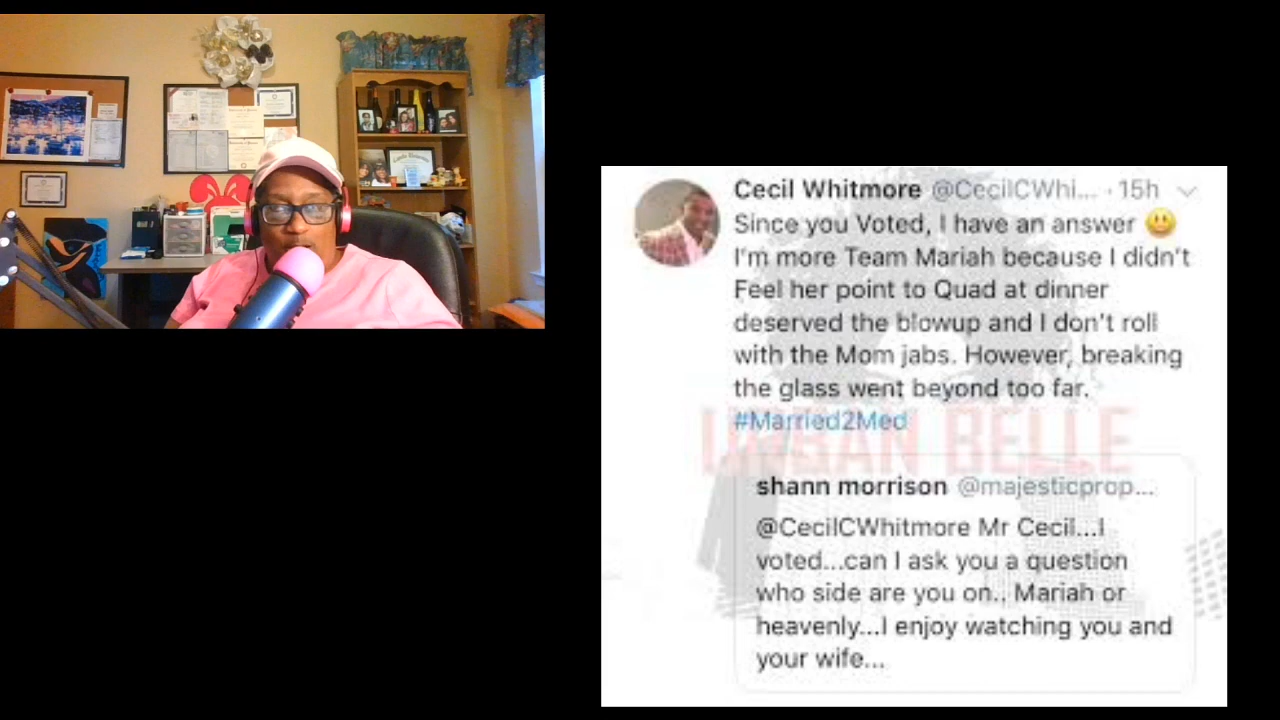 Cecil Whitmore @CecilCWhi... · 15h
Since you Voted, I have an answer 😃
I'm more Team Mariah because I didn't
Feel her point to Quad at dinner
deserved the blowup and I don't roll
with the Mom jabs. However, breaking
the glass went beyond too far.
#Married2Med
URBAN BELLE
shann morrison @majesticprop...
@CecilCWhitmore Mr Cecil...I
voted...can I ask you a question
who side are you on.. Mariah or
heavenly...I enjoy watching you and
your wife...